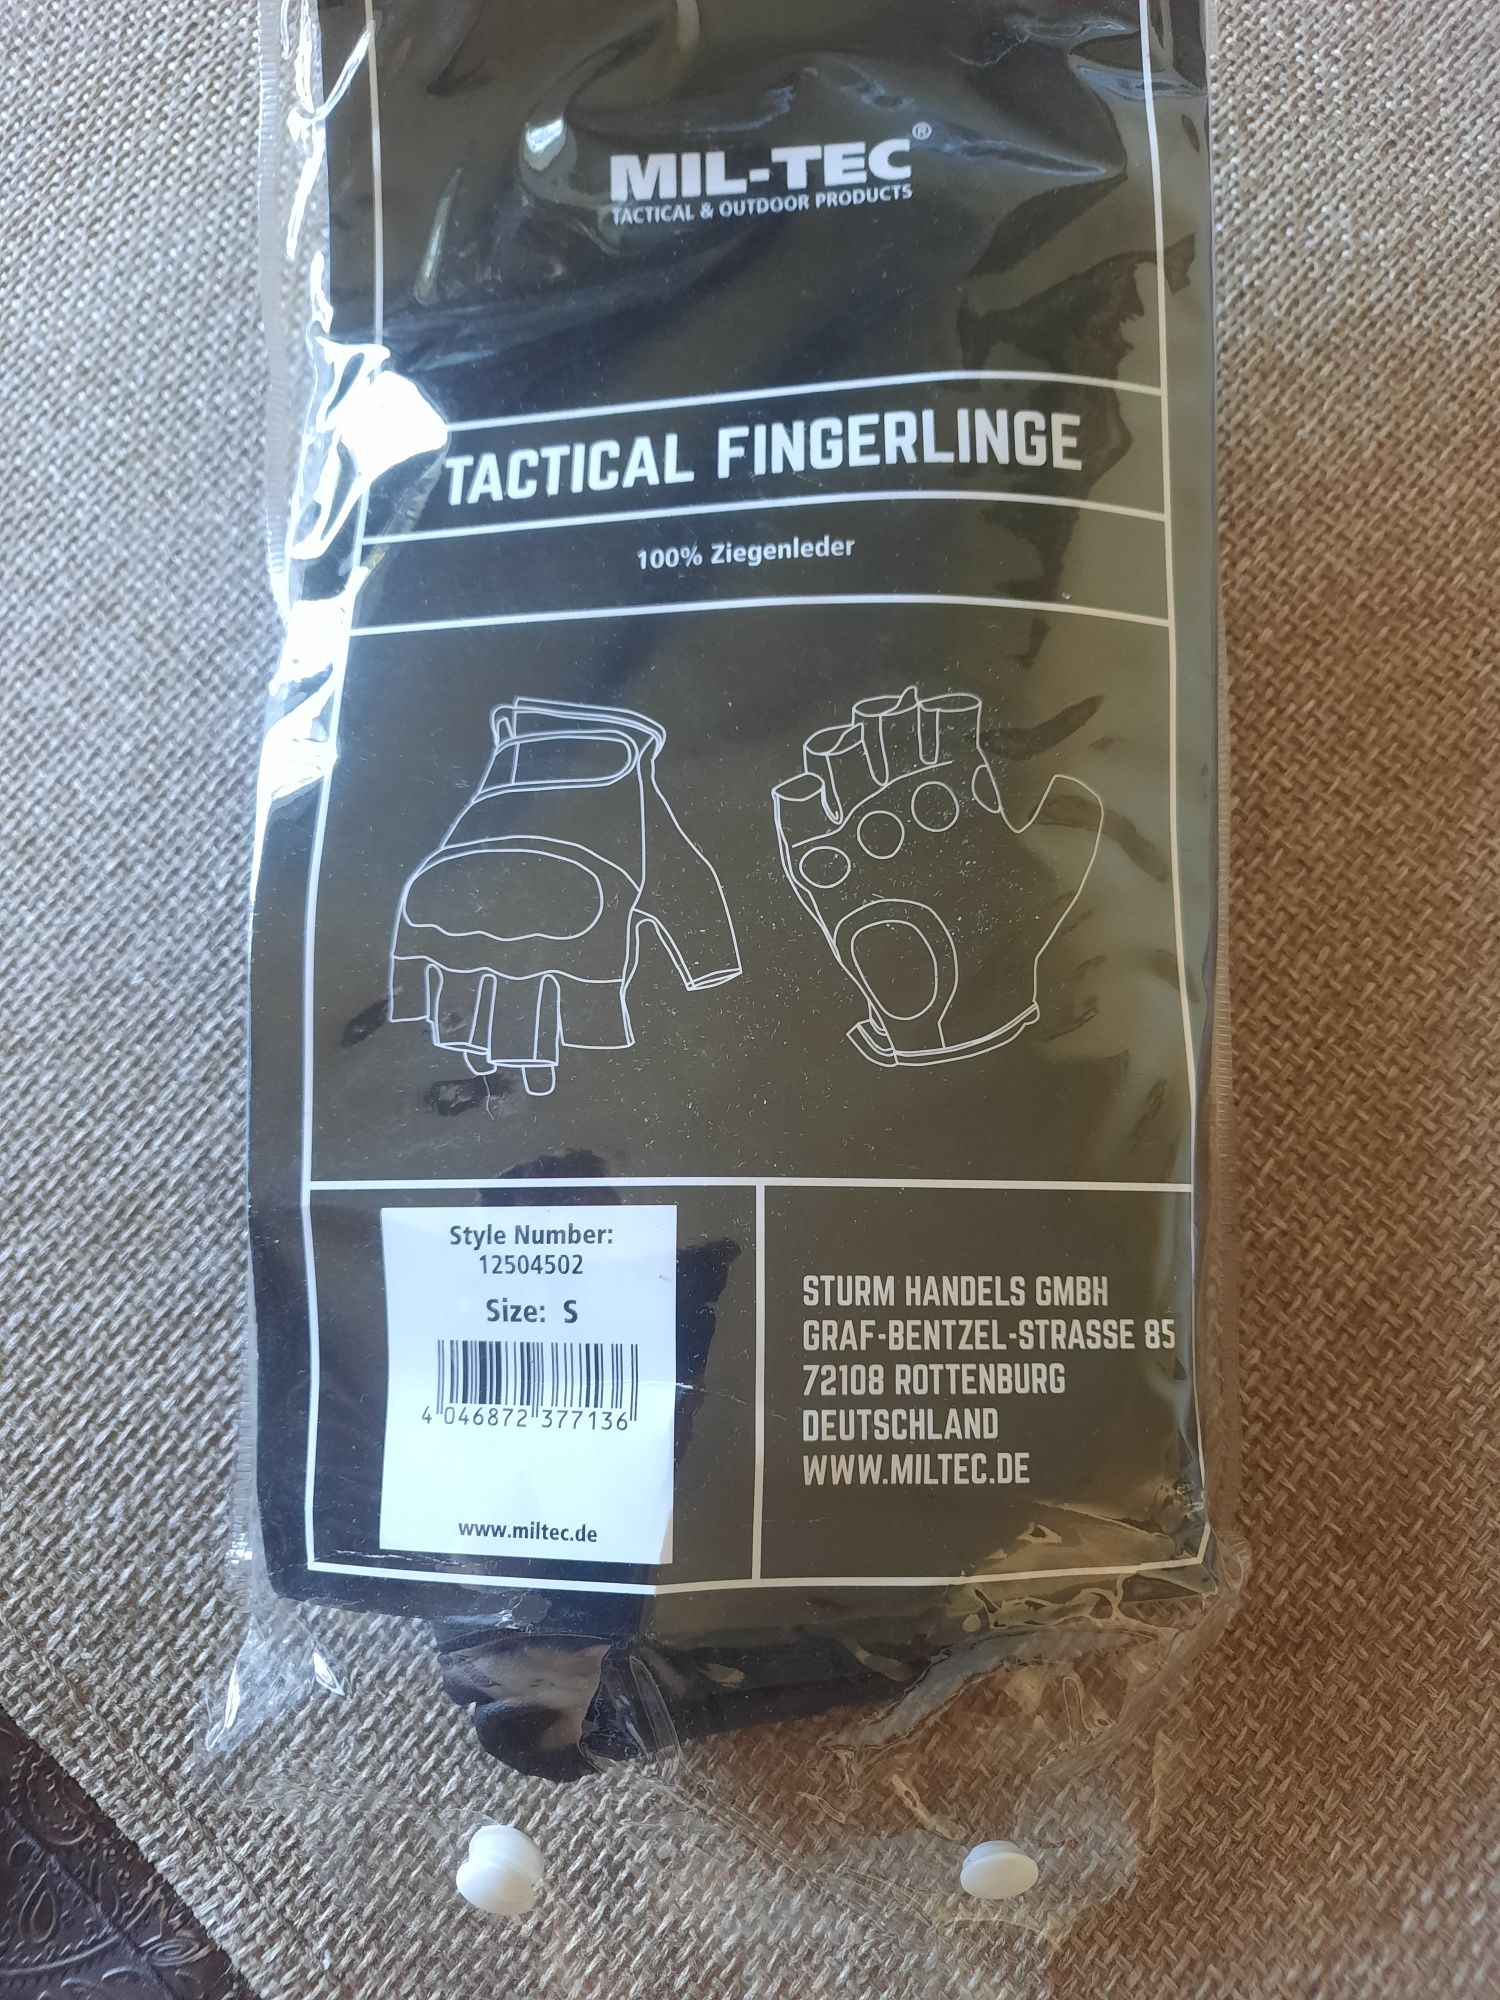 MIL-TEC®
TACTICAL & OUTDOOR PRODUCTS
TACTICAL FINGERLINGE
100% Ziegenleder
Style Number:
12504502
Size: S
4 046872 377136
www.miltec.de
STURM HANDELS GMBH
GRAF-BENTZEL-STRASSE 85
72108 ROTTENBURG
DEUTSCHLAND
WWW.MILTEC.DE